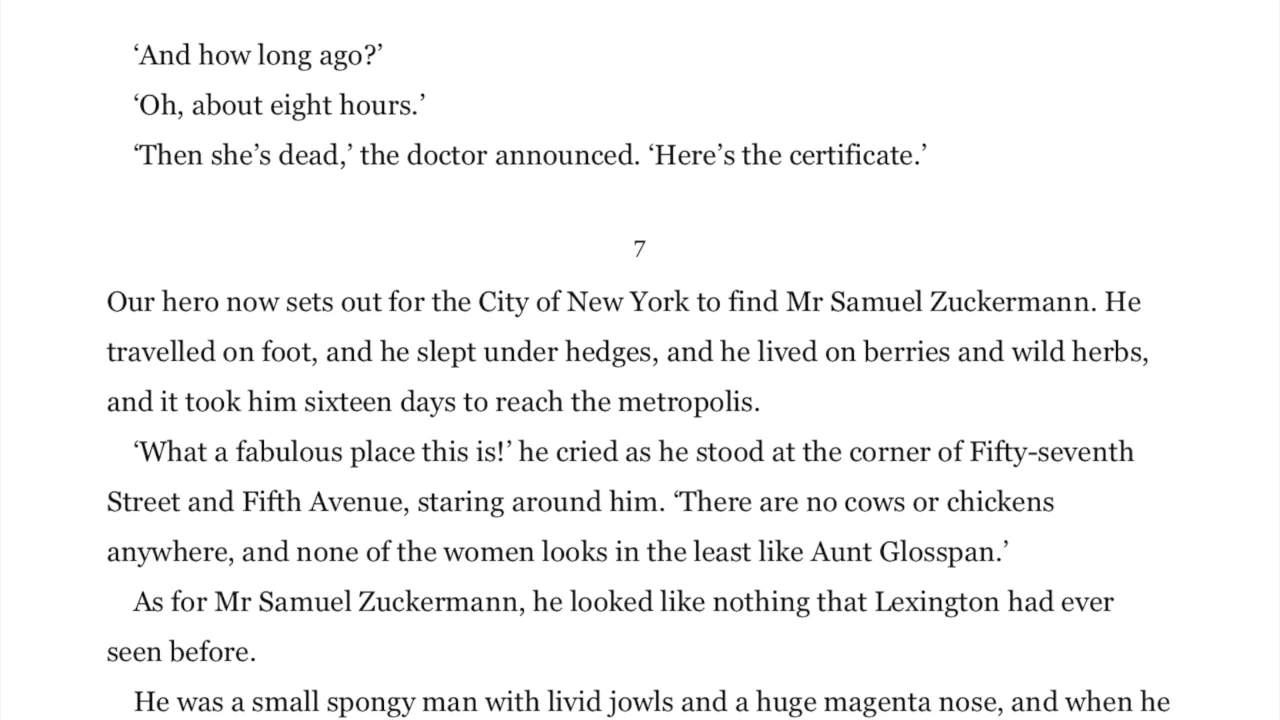 ‘And how long ago?’
‘Oh, about eight hours.’
‘Then she’s dead,’ the doctor announced. ‘Here’s the certificate.’
7
Our hero now sets out for the City of New York to find Mr Samuel Zuckermann. He
travelled on foot, and he slept under hedges, and he lived on berries and wild herbs,
and it took him sixteen days to reach the metropolis.
‘What a fabulous place this is!’ he cried as he stood at the corner of Fifty-seventh
Street and Fifth Avenue, staring around him. ‘There are no cows or chickens
anywhere, and none of the women looks in the least like Aunt Glosspan.’
As for Mr Samuel Zuckermann, he looked like nothing that Lexington had ever
seen before.
He was a small spongy man with livid jowls and a huge magenta nose, and when he